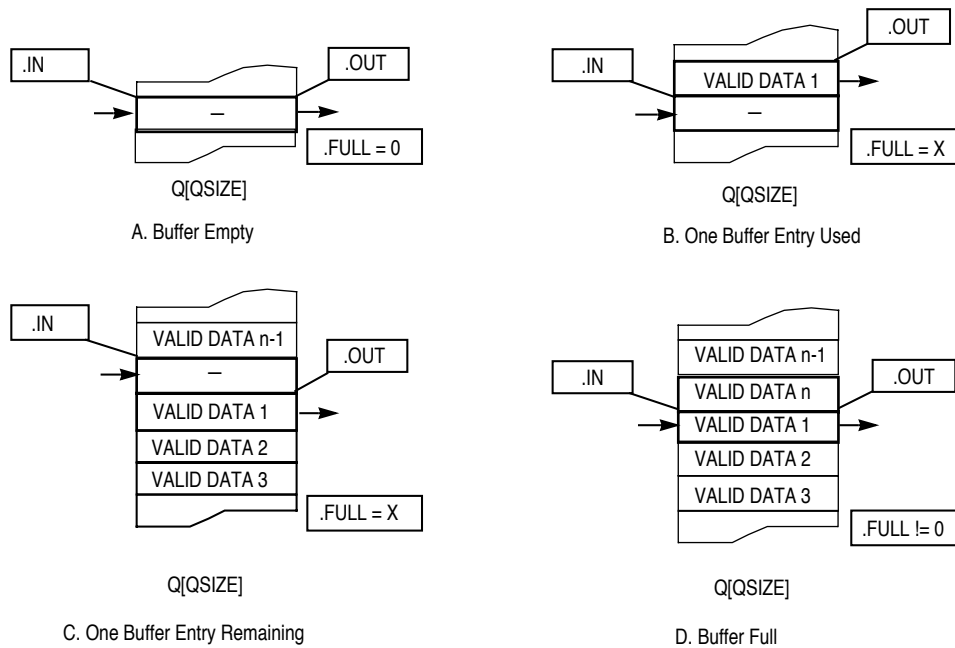 .IN
.OUT
–
.FULL = 0
Q[QSIZE]
A. Buffer Empty
.OUT
.IN
VALID DATA 1
–
.FULL = X
Q[QSIZE]
B. One Buffer Entry Used
.IN
VALID DATA n-1
.OUT
–
VALID DATA 1
VALID DATA 2
VALID DATA 3
.FULL = X
Q[QSIZE]
C. One Buffer Entry Remaining
VALID DATA n-1
.IN
.OUT
VALID DATA n
VALID DATA 1
VALID DATA 2
VALID DATA 3
.FULL != 0
Q[QSIZE]
D. Buffer Full